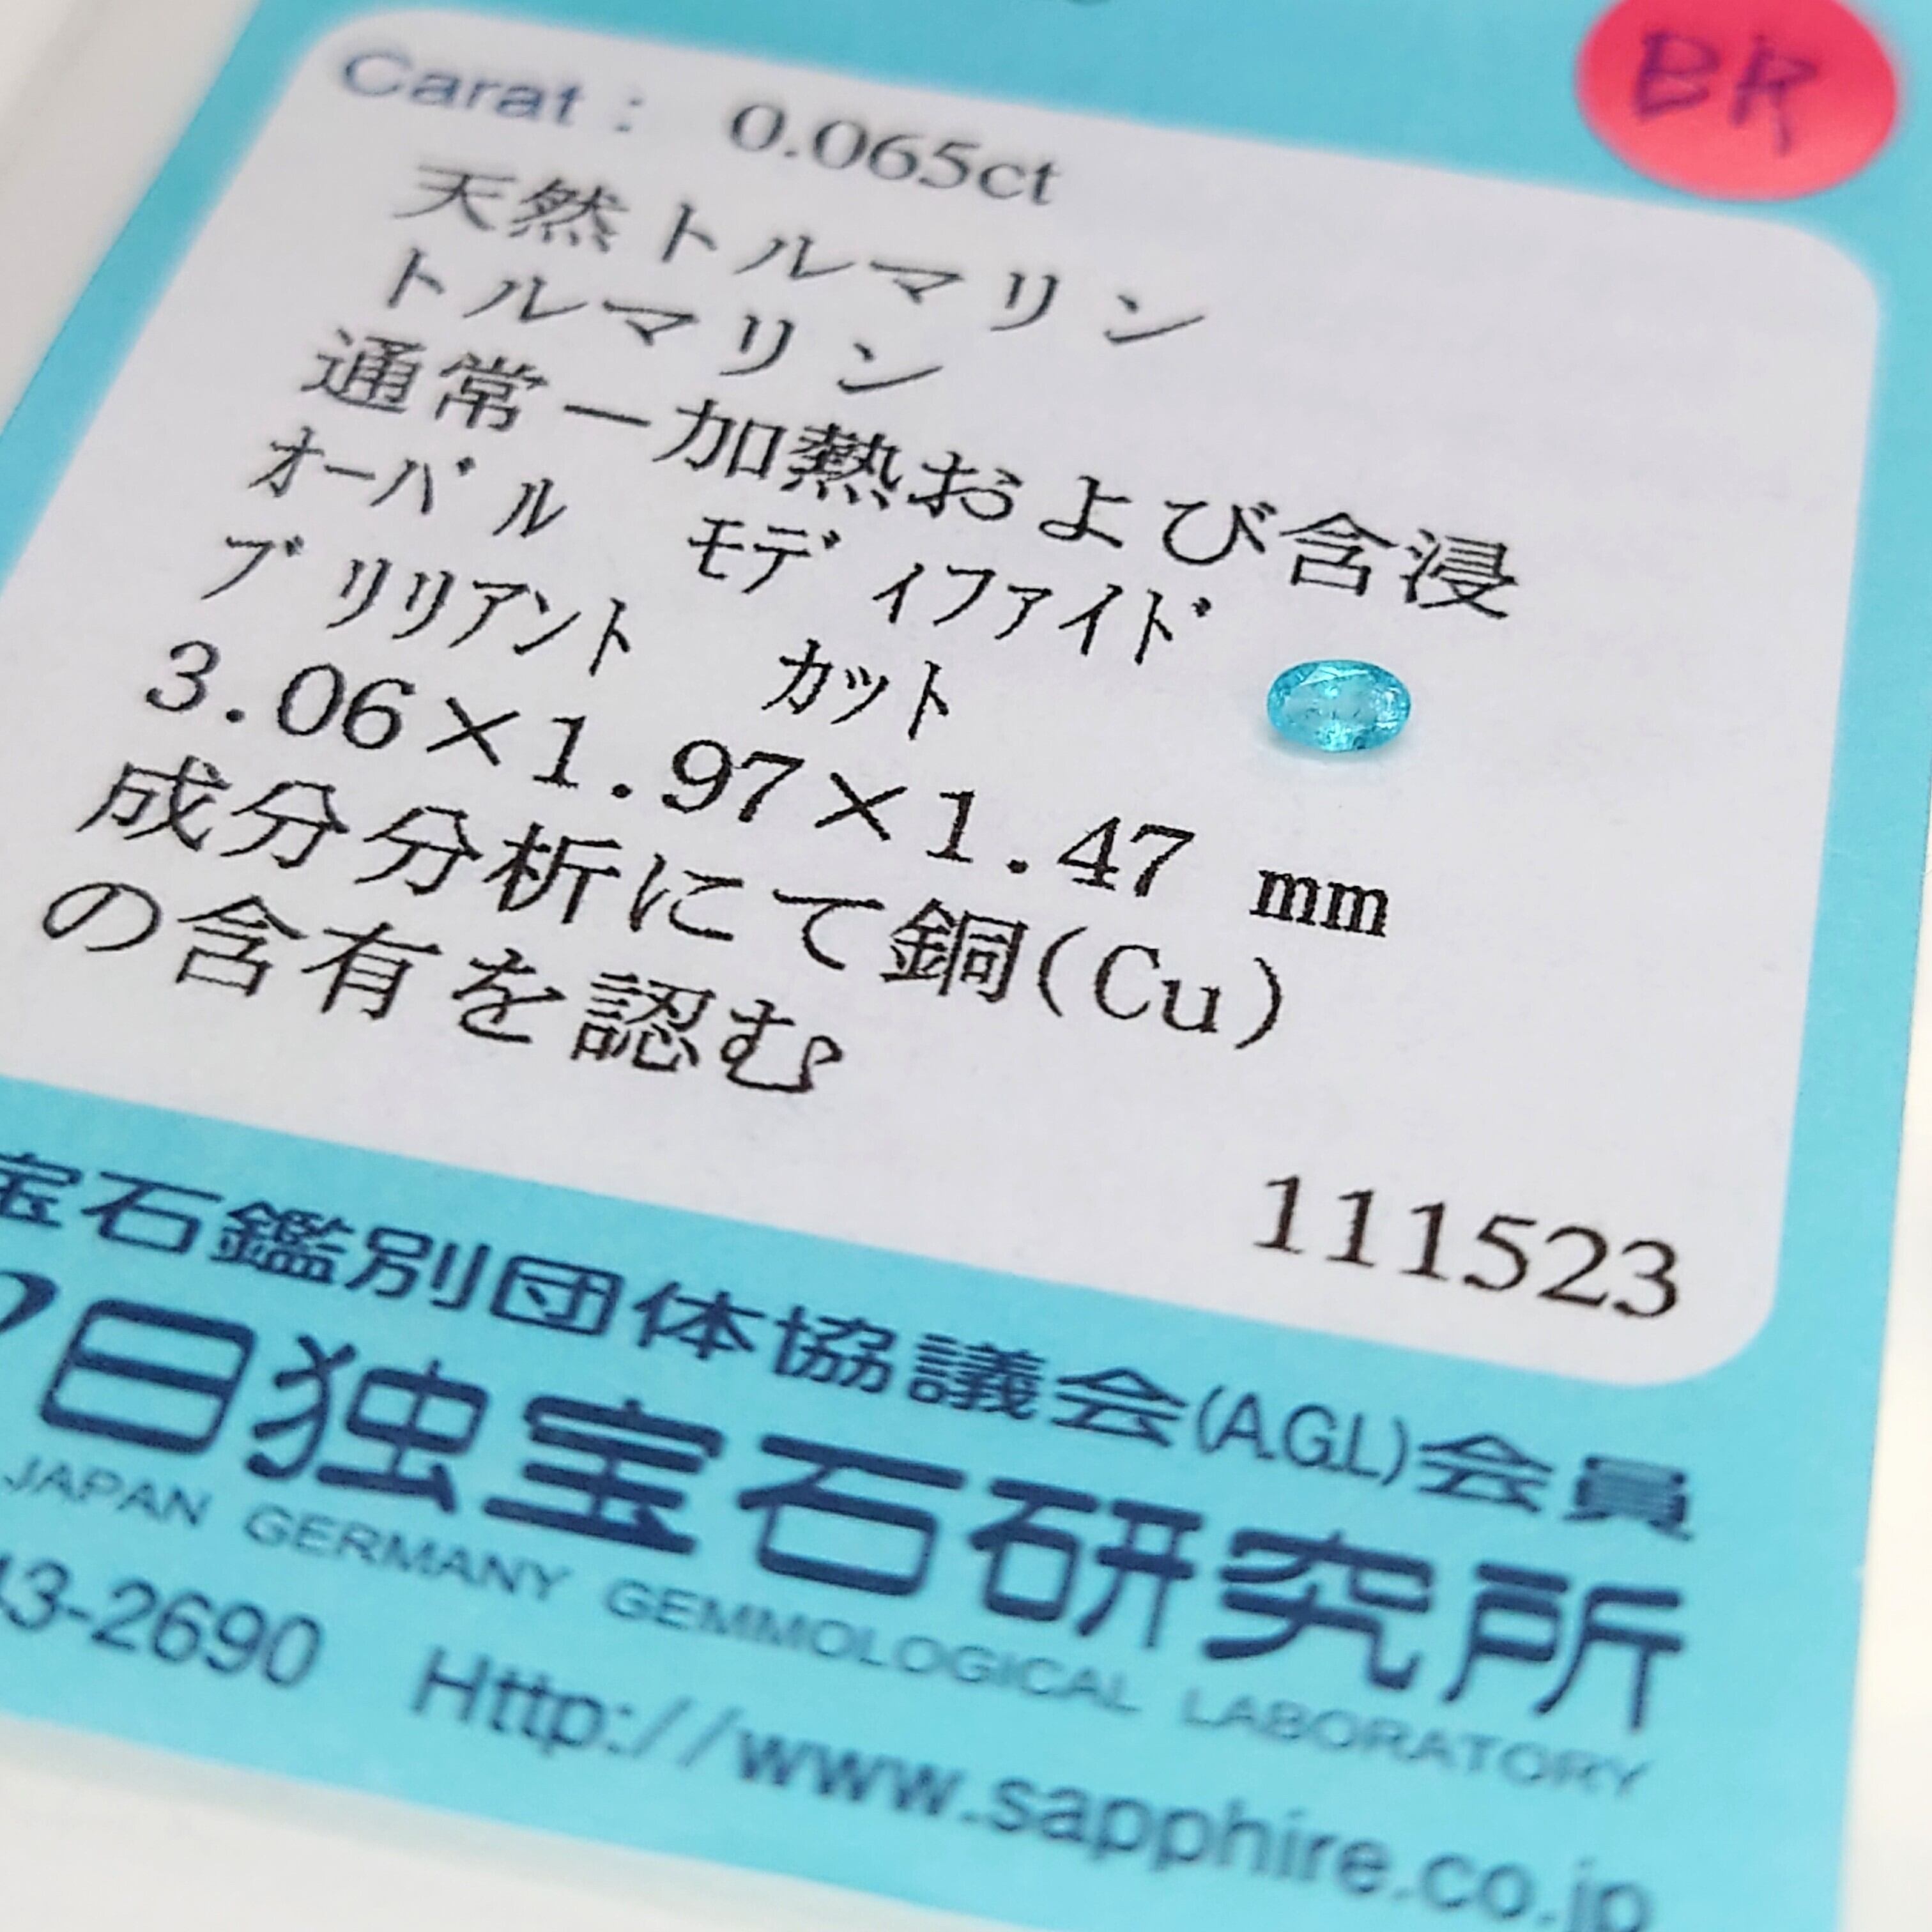 BR
Carat : 0.065ct
天然トルマリン
トルマリン
通常－加熱および含浸
オーバル モディファイド
ブリリアント カット
3.06×1.97×1.47 mm
成分分析にて銅(Cu)
の含有を認む
111523
宝石鑑別団体協議会(A.G.L)会員
日独宝石研究所
JAPAN GERMANY GEMMOLOGICAL LABORATORY
43-2690 Http://www.sapphire.co.jp